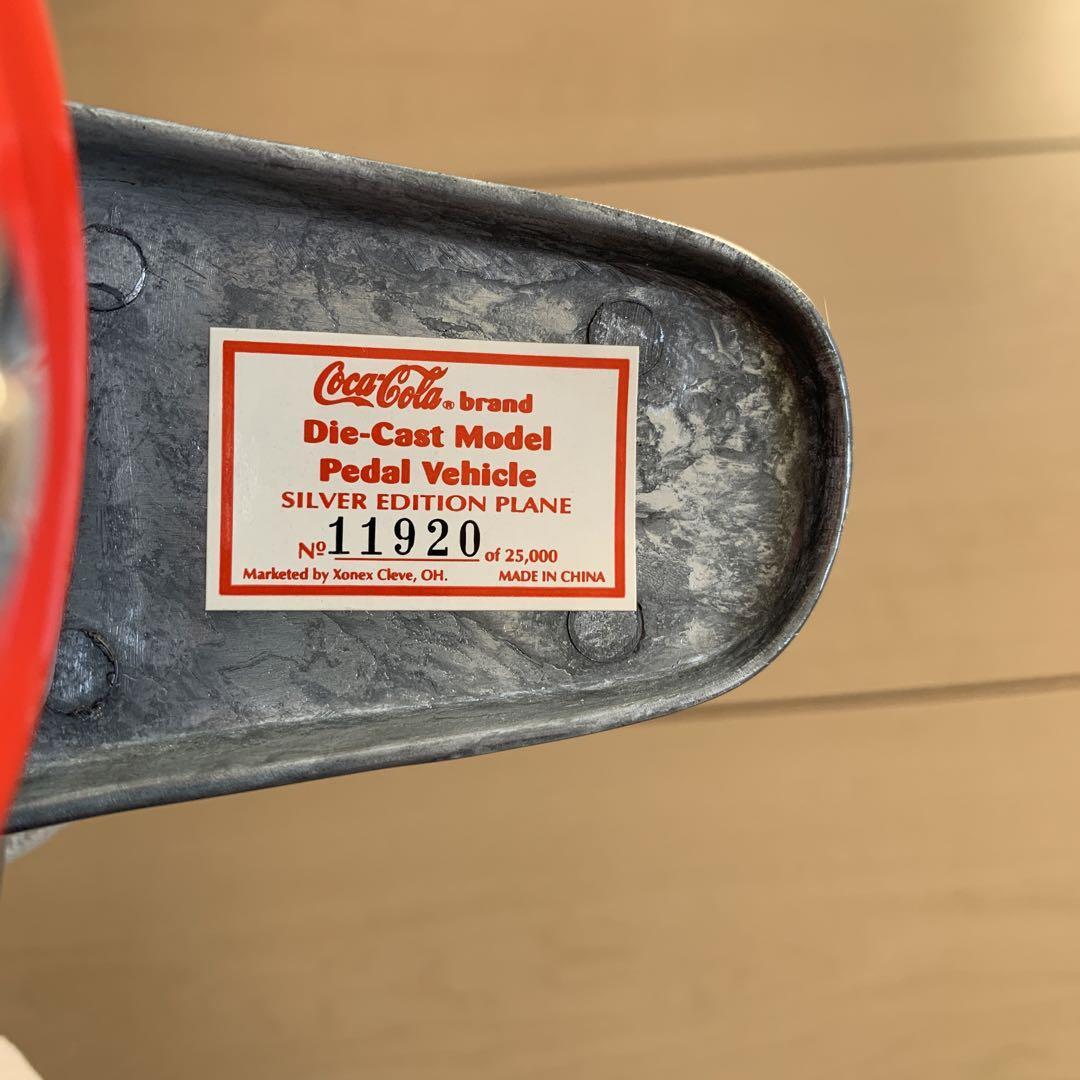 Coca-Cola® brand
Die-Cast Model
Pedal Vehicle
SILVER EDITION PLANE
Nº 11920 of 25,000
Marketed by Xonex Cleve, OH. MADE IN CHINA